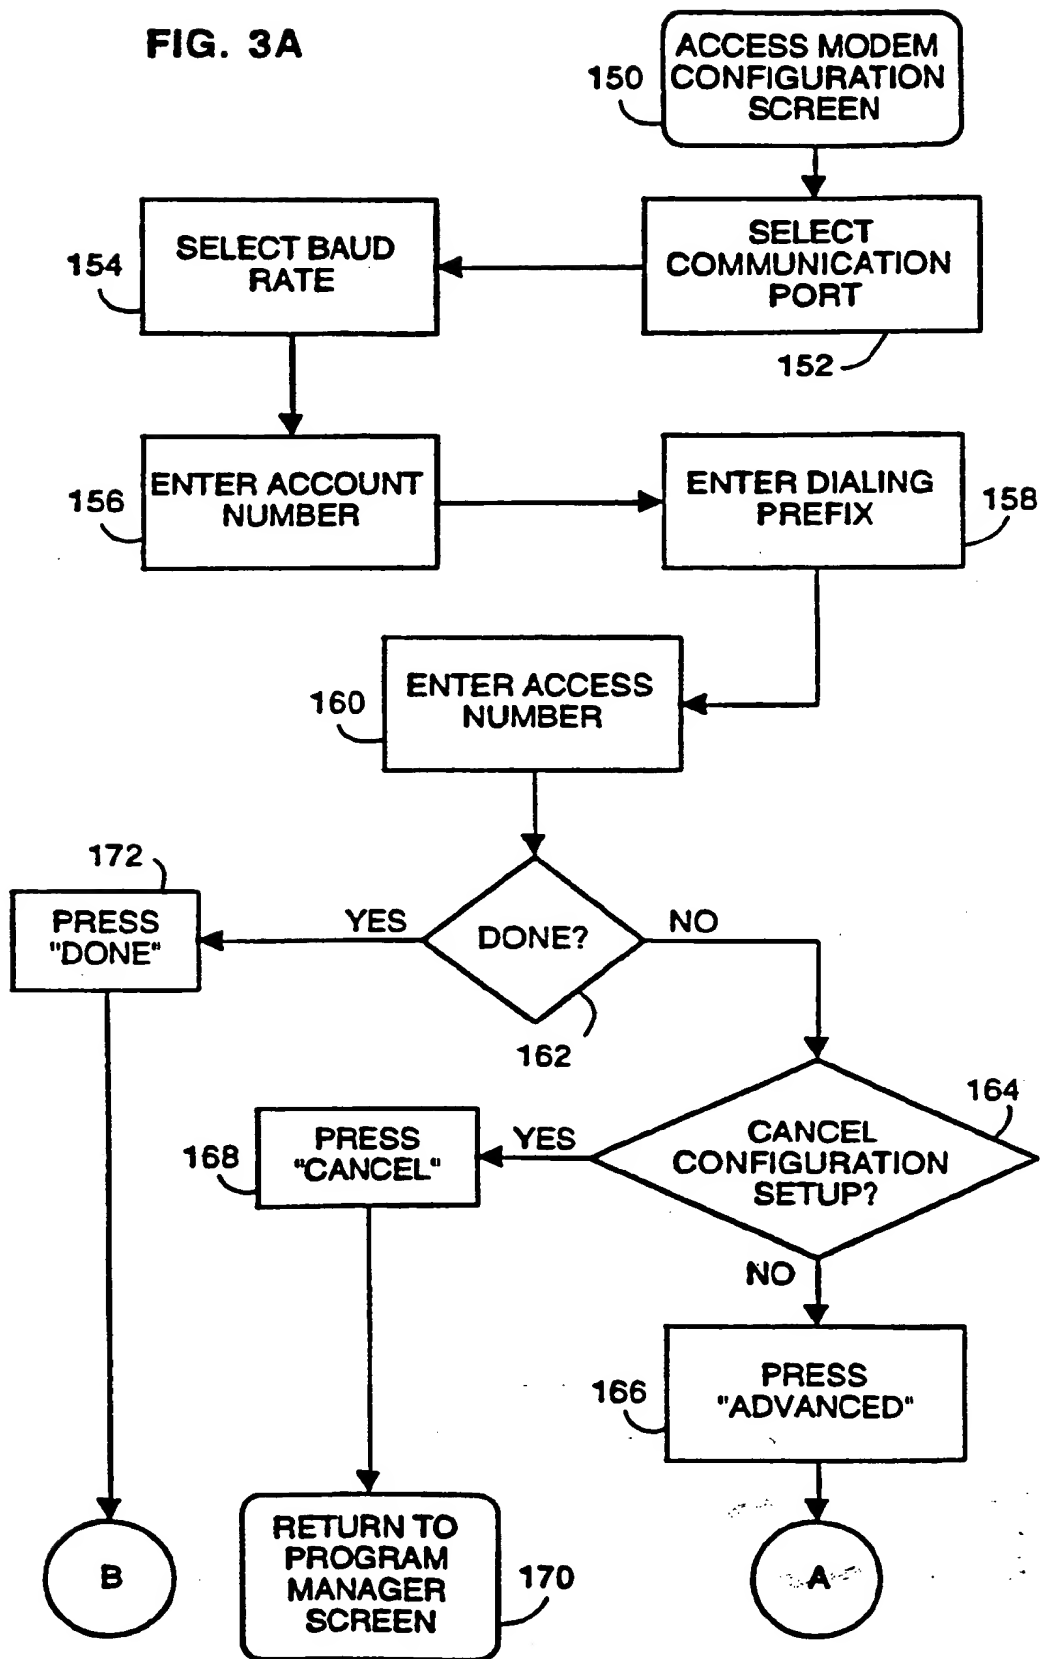 FIG. 3A
ACCESS MODEM
CONFIGURATION
SCREEN
150
SELECT
COMMUNICATION
PORT
152
SELECT BAUD
RATE
154
ENTER ACCOUNT
NUMBER
156
ENTER DIALING
PREFIX
158
ENTER ACCESS
NUMBER
160
DONE?
162
YES
NO
172
PRESS
"DONE"
164
CANCEL
CONFIGURATION
SETUP?
YES
NO
168
PRESS
"CANCEL"
166
PRESS
"ADVANCED"
B
RETURN TO
PROGRAM
MANAGER
SCREEN
170
A